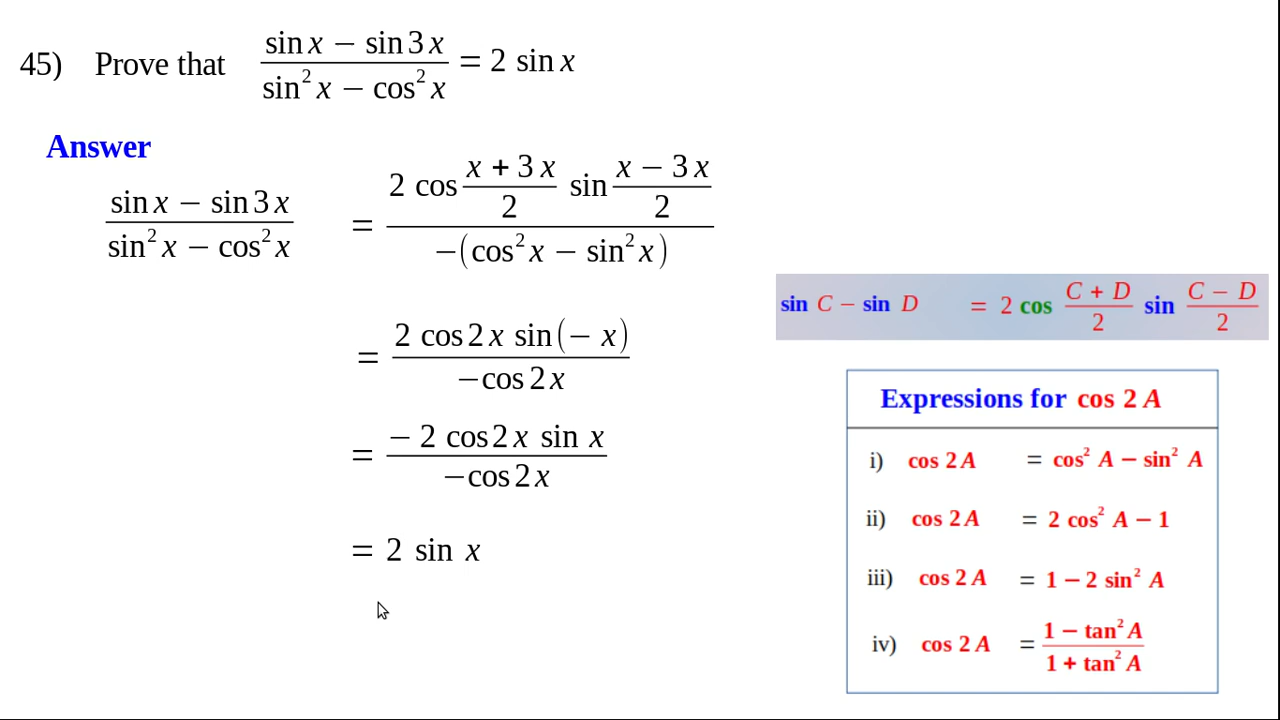 45) Prove that (sin x − sin 3x)/(sin² x − cos² x) = 2 sin x
Answer
(sin x − sin 3x)/(sin² x − cos² x) = (2 cos (x + 3x)/2 sin (x − 3x)/2)/(−(cos² x − sin² x))
sin C − sin D = 2 cos (C + D)/2 sin (C − D)/2
= (2 cos 2x sin(− x))/(−cos 2x)
= (− 2 cos 2x sin x)/(−cos 2x)
= 2 sin x
Expressions for cos 2A
i) cos 2A = cos² A − sin² A
ii) cos 2A = 2 cos² A − 1
iii) cos 2A = 1 − 2 sin² A
iv) cos 2A = (1 − tan² A)/(1 + tan² A)